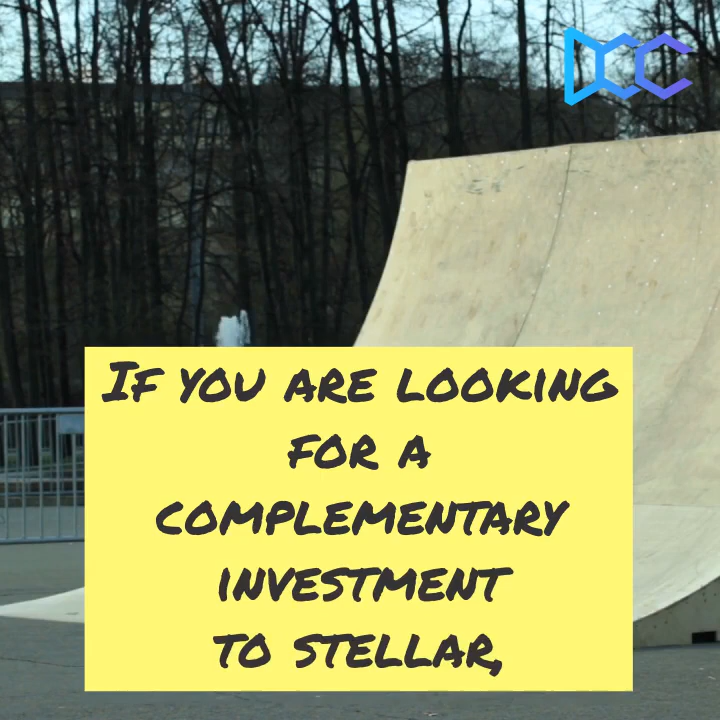 If you are looking
for a
complementary
investment
to stellar,